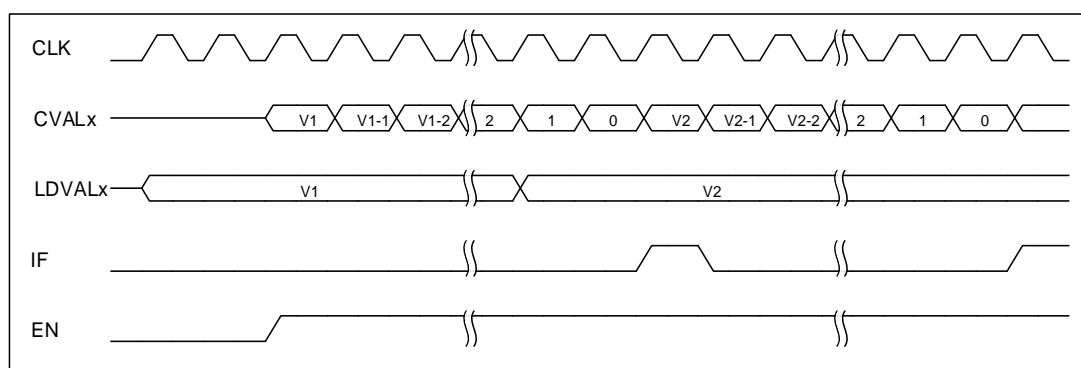 CLK
CVALx V1 V1-1 V1-2 2 1 0 V2 V2-1 V2-2 2 1 0
LDVALx V1 V2
IF
EN